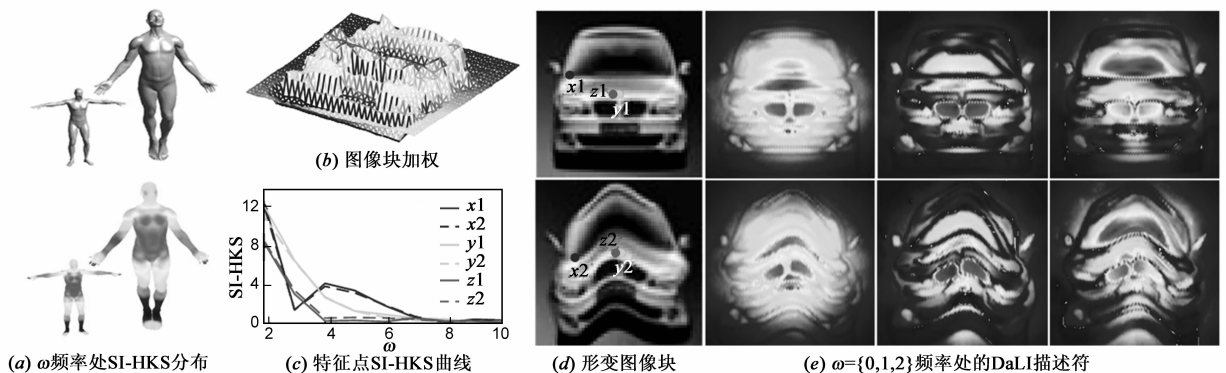 x1
z1
y1
(b) 图像块加权
SI-HKS
12
8
4
0
2
4
6
8
10
ω
x1
x2
y1
y2
z1
z2
z2
x2
y2
(a) ω频率处SI-HKS分布
(c) 特征点SI-HKS曲线
(d) 形变图像块
(e) ω={0,1,2}频率处的DaLI描述符